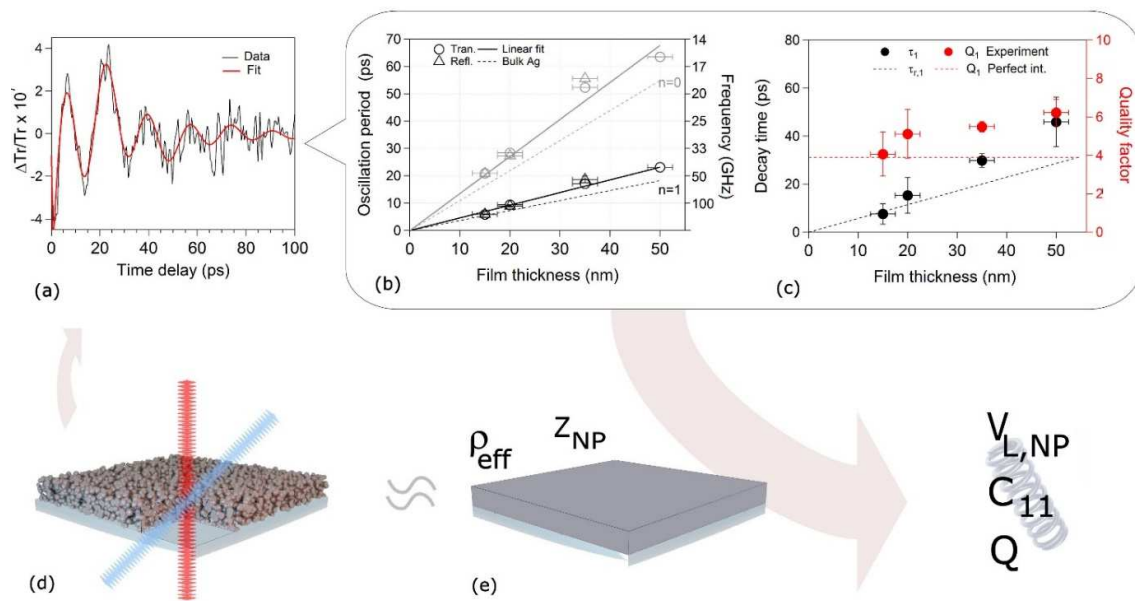 4
2
0
-2
-4
ΔTr/Tr x 10′
Data
Fit
0 20 40 60 80 100
Time delay (ps)
(a)
70
60
50
40
30
20
10
0
Oscillation period (ps)
Tran. Linear fit
Refl. Bulk Ag
n=0
n=1
14
17
20
25
33
50
100
Frequency (GHz)
0 10 20 30 40 50
Film thickness (nm)
(b)
80
60
40
20
0
Decay time (ps)
τ1 Q1 Experiment
τr,1 Q1 Perfect int.
10
8
6
4
2
0
Quality factor
0 10 20 30 40 50
Film thickness (nm)
(c)
(d)
≈
ρeff ZNP
(e)
VL,NP
C11
Q